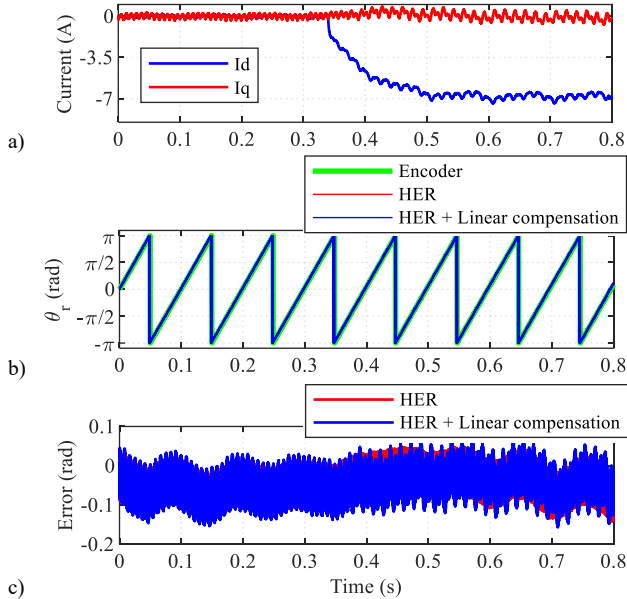 0
-3.5
-7
Current (A)
Id
Iq
0 0.1 0.2 0.3 0.4 0.5 0.6 0.7 0.8
a)
Encoder
HER
HER + Linear compensation
π
π/2
0
-π/2
-π
θr (rad)
0 0.1 0.2 0.3 0.4 0.5 0.6 0.7 0.8
b)
HER
HER + Linear compensation
0.1
0
-0.1
-0.2
Error (rad)
0 0.1 0.2 0.3 0.4 0.5 0.6 0.7 0.8
c)
Time (s)